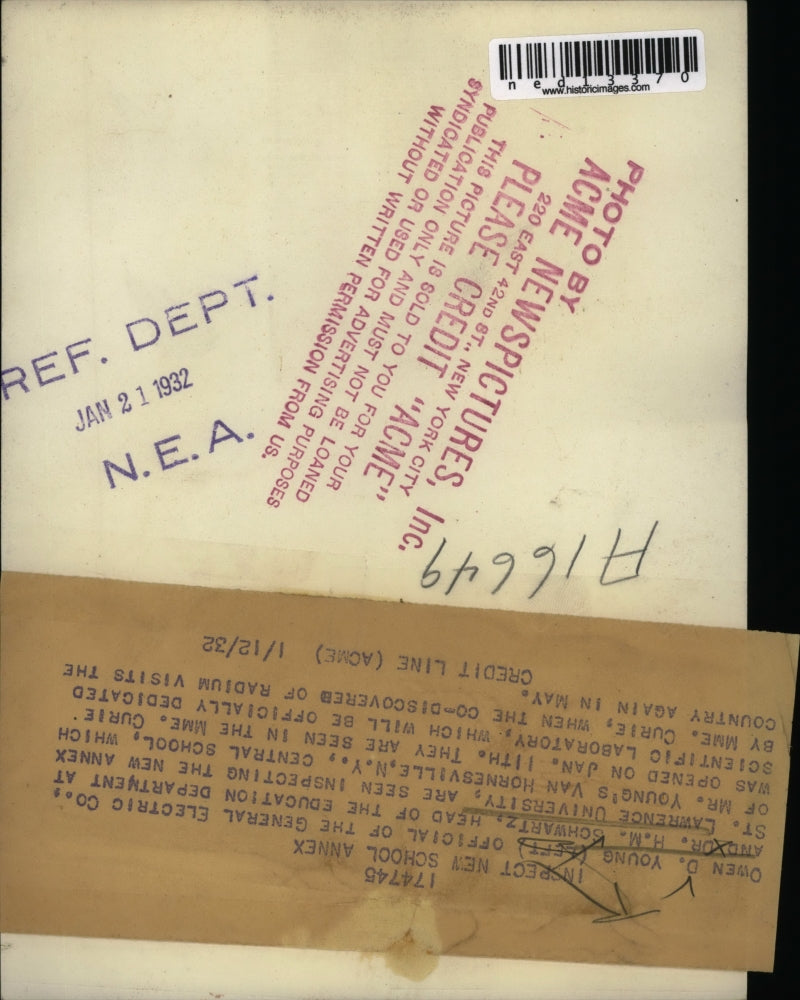 ned13370
www.historicimages.com
PHOTO BY
ACME NEWSPICTURES, Inc.
220 EAST 42ND ST., NEW YORK CITY
PLEASE CREDIT "ACME"
THIS PICTURE IS SOLD TO YOU FOR YOUR
PUBLICATION ONLY AND MUST NOT BE LOANED
SYNDICATED OR USED FOR ADVERTISING PURPOSES
WITHOUT WRITTEN PERMISSION FROM US.
REF. DEPT.
JAN 21 1932
N.E.A.
A16649
174745
INSPECT NEW SCHOOL ANNEX
OWEN D. YOUNG (LEFT) OFFICIAL OF THE GENERAL ELECTRIC CO.,
AND DR. H.M. SCHWARTZ, HEAD OF THE EDUCATION DEPARTMENT AT
ST. LAWRENCE UNIVERSITY, ARE SEEN INSPECTING THE NEW ANNEX
OF MR. YOUNG'S VAN HORNESVILLE, N.Y., CENTRAL SCHOOL, WHICH
WAS OPENED ON JAN. 11TH. THEY ARE SEEN IN THE MME. CURIE
SCIENTIFIC LABORATORY, WHICH WILL BE OFFICIALLY DEDICATED
BY MME. CURIE, WHEN THE CO-DISCOVERER OF RADIUM VISITS THE
COUNTRY AGAIN IN MAY.
CREDIT LINE (ACME) 1/12/32